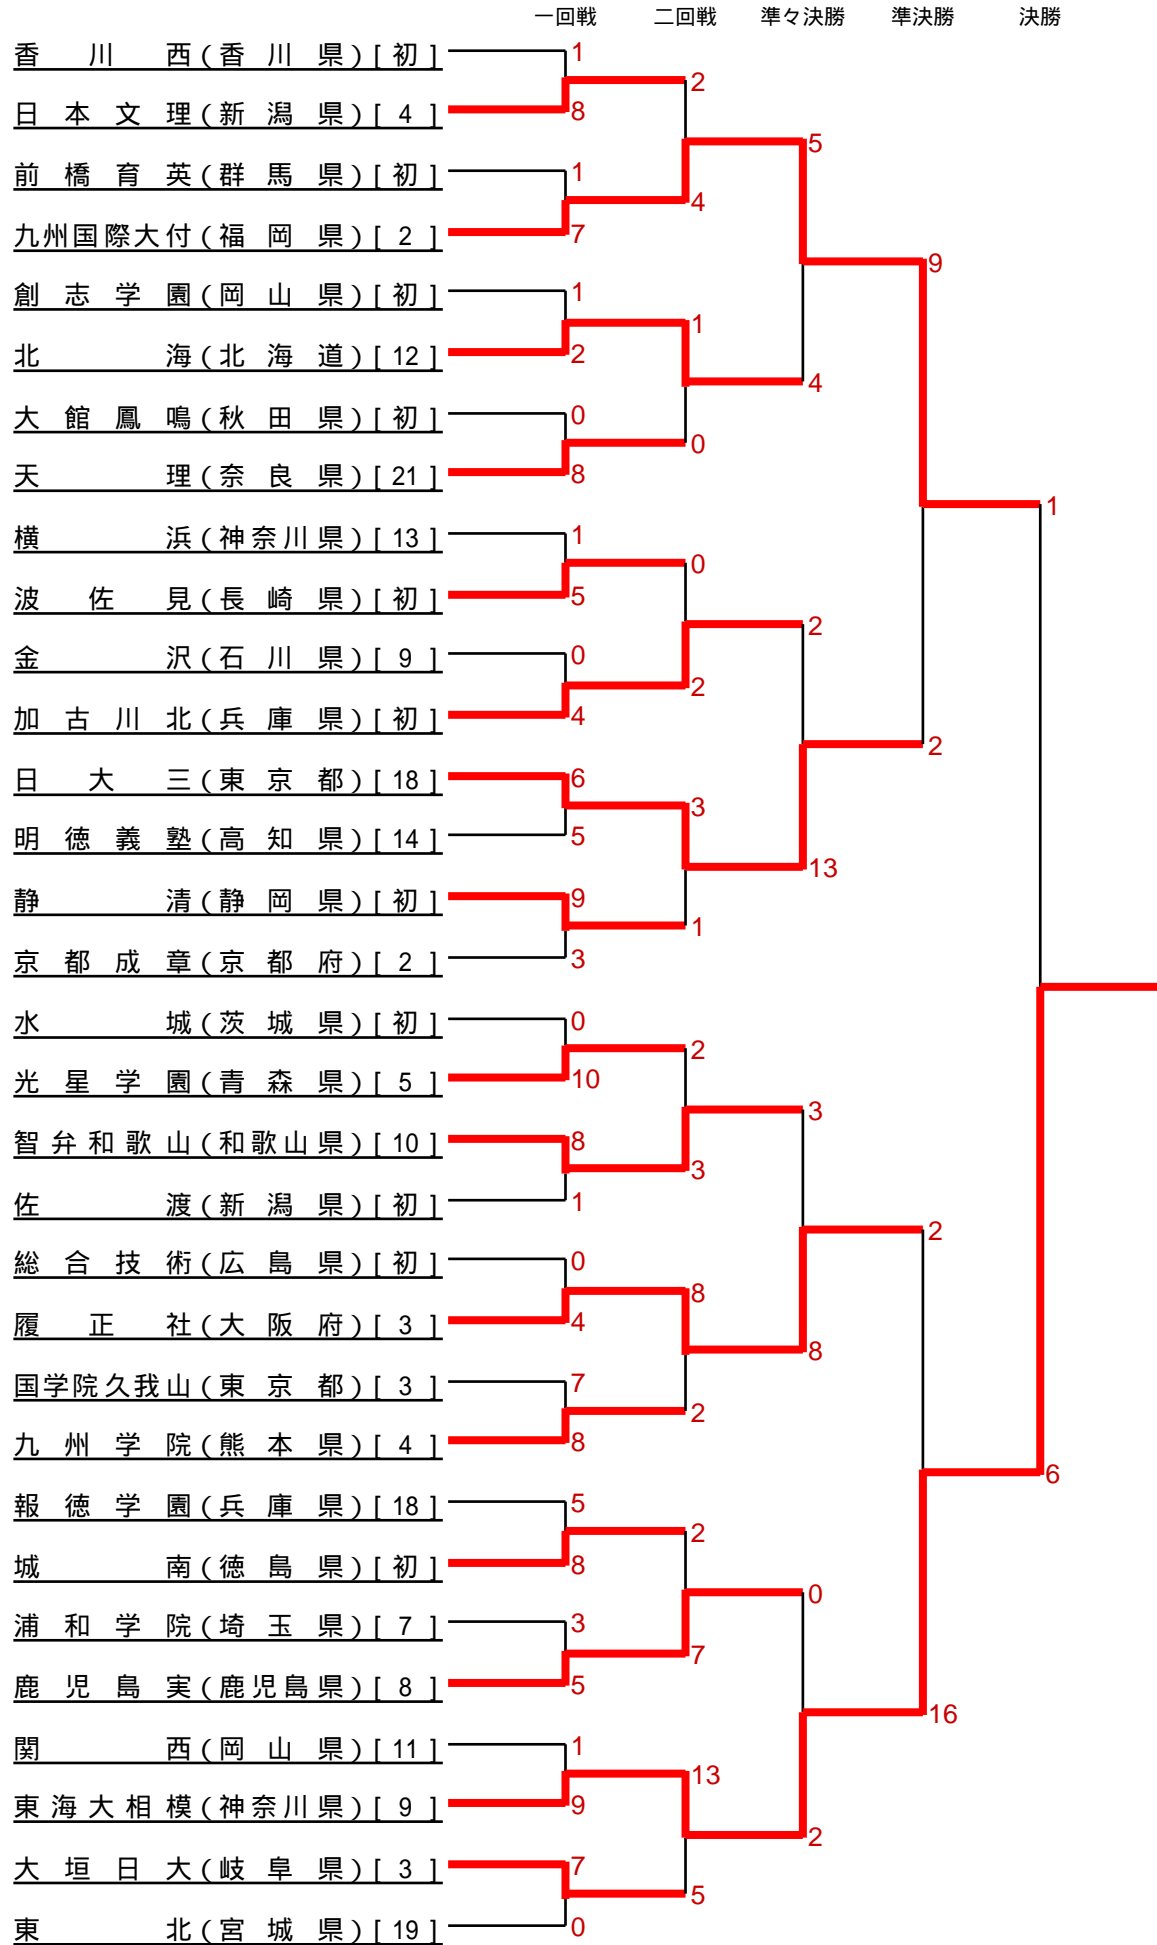 一回戦 二回戦 準々決勝 準決勝 決勝
香川西(香川県)[初] 1
2
日本文理(新潟県)[4] 8
5
前橋育英(群馬県)[初] 1
4
九州国際大付(福岡県)[2] 7
9
創志学園(岡山県)[初] 1
1
北海(北海道)[12] 2
4
大館鳳鳴(秋田県)[初] 0
0
天理(奈良県)[21] 8
1
横浜(神奈川県)[13] 1
0
波佐見(長崎県)[初] 5
2
金沢(石川県)[9] 0
2
加古川北(兵庫県)[初] 4
2
日大三(東京都)[18] 6
3
明徳義塾(高知県)[14] 5
13
静清(静岡県)[初] 9
1
京都成章(京都府)[2] 3
水城(茨城県)[初] 0
2
光星学園(青森県)[5] 10
3
智弁和歌山(和歌山県)[10] 8
3
佐渡(新潟県)[初] 1
2
総合技術(広島県)[初] 0
8
履正社(大阪府)[3] 4
8
国学院久我山(東京都)[3] 7
2
九州学院(熊本県)[4] 8
6
報徳学園(兵庫県)[18] 5
2
城南(徳島県)[初] 8
0
浦和学院(埼玉県)[7] 3
7
鹿児島実(鹿児島県)[8] 5
16
関西(岡山県)[11] 1
13
東海大相模(神奈川県)[9] 9
2
大垣日大(岐阜県)[3] 7
5
東北(宮城県)[19] 0